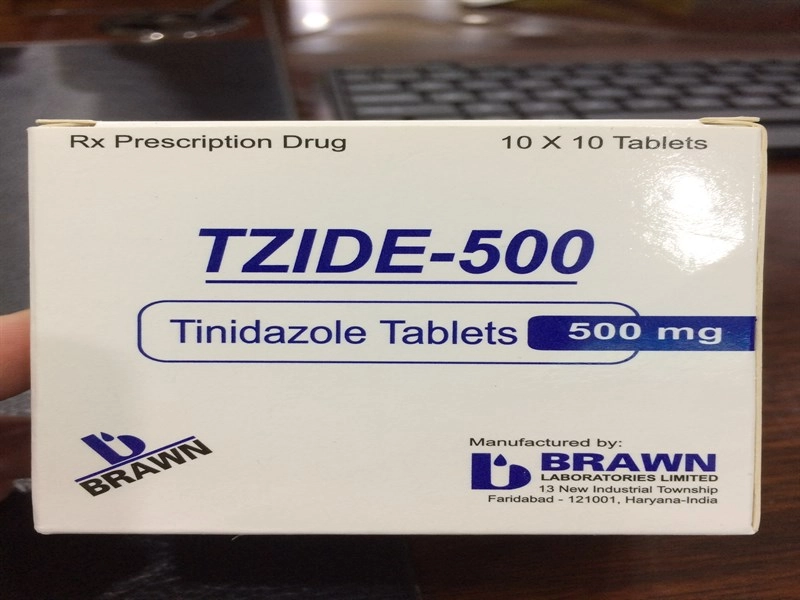 Rx Prescription Drug
10 X 10 Tablets
TZIDE-500
Tinidazole Tablets
500 mg
BRAWN
Manufactured by:
BRAWN
LABORATORIES LIMITED
13 New Industrial Township
Faridabad - 121001, Haryana-India